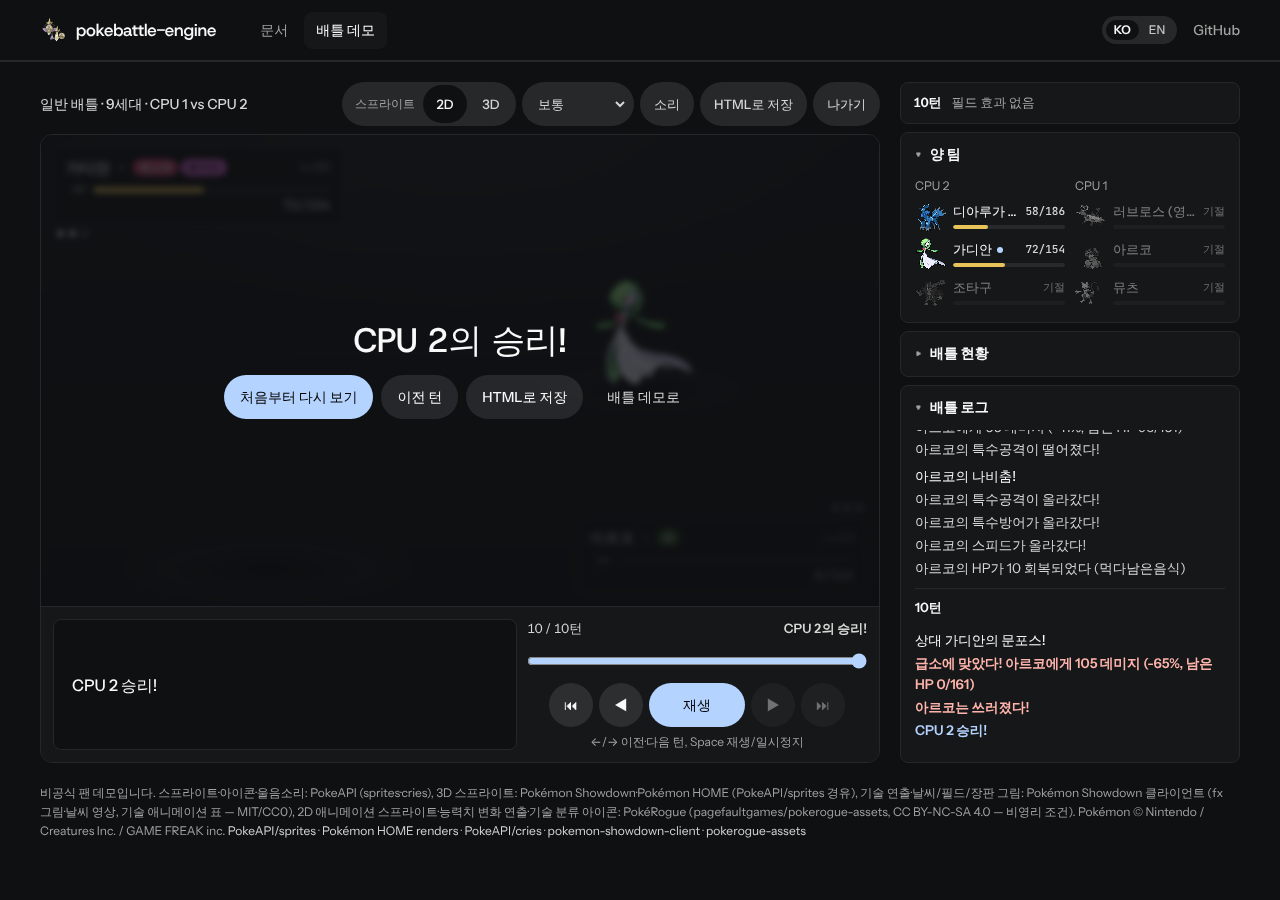 pokebattle-engine
문서
배틀 데모
KO
EN
GitHub
일반 배틀 · 9세대 · CPU 1 vs CPU 2
스프라이트
2D
3D
보통
소리
HTML로 저장
나가기
CPU 2의 승리!
처음부터 다시 보기
이전 턴
HTML로 저장
배틀 데모로
CPU 2 승리!
10 / 10턴
CPU 2의 승리!
재생
←/→ 이전·다음 턴, Space 재생/일시정지
10턴 필드 효과 없음
양 팀
CPU 2
디아루가 ... 58/186
가디안 72/154
조타구 기절
CPU 1
러브로스 (영... 기절
아르코 기절
뮤츠 기절
배틀 현황
배틀 로그
아르코의 특수공격이 떨어졌다!
아르코의 나비춤!
아르코의 특수공격이 올라갔다!
아르코의 특수방어가 올라갔다!
아르코의 스피드가 올라갔다!
아르코의 HP가 10 회복되었다 (먹다남은음식)
10턴
상대 가디안의 문포스!
급소에 맞았다! 아르코에게 105 데미지 (-65%, 남은
HP 0/161)
아르코는 쓰러졌다!
CPU 2 승리!
비공식 팬 데모입니다. 스프라이트·아이콘·울음소리: PokeAPI (sprites·cries), 3D 스프라이트: Pokémon Showdown·Pokémon HOME (PokeAPI/sprites 경유), 기술 연출·날씨/필드/장판 그림: Pokémon Showdown 클라이언트 (fx
그림·날씨 영상, 기술 애니메이션 표 — MIT/CC0), 2D 애니메이션 스프라이트·능력치 변화 연출·기술 분류 아이콘: PokéRogue (pagefaultgames/pokerogue-assets, CC BY-NC-SA 4.0 — 비영리 조건). Pokémon © Nintendo /
Creatures Inc. / GAME FREAK inc. PokeAPI/sprites · Pokémon HOME renders · PokeAPI/cries · pokemon-showdown-client · pokerogue-assets